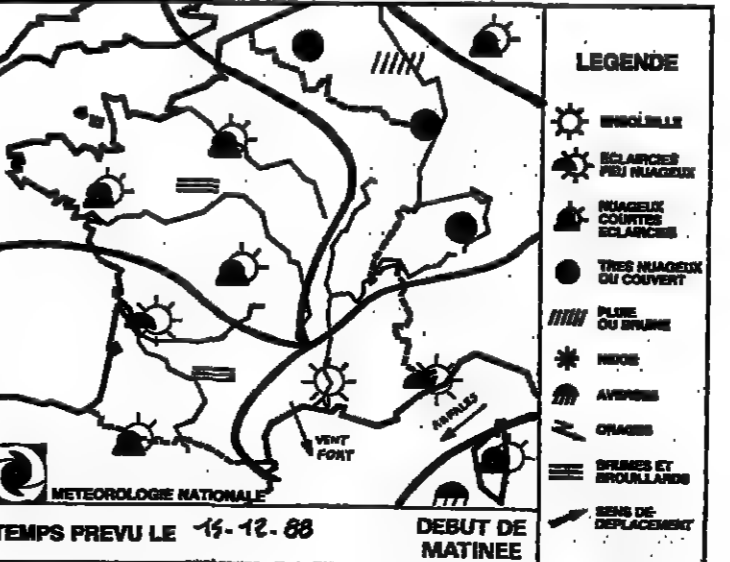 LEGENDE
ENSOLEILLE
ECLAIRCIES
PEU NUAGEUX
NUAGEUX
COURTES
ECLAIRCIES
TRES NUAGEUX
OU COUVERT
PLUIE
OU BRUINE
NEIGE
AVERSES
ORAGES
BRUMES ET
BROUILLARDS
SENS DE
DEPLACEMENT
RAFALES
VENT
FORT
METEOROLOGIE NATIONALE
TEMPS PREVU LE 15-12-88
DEBUT DE
MATINEE